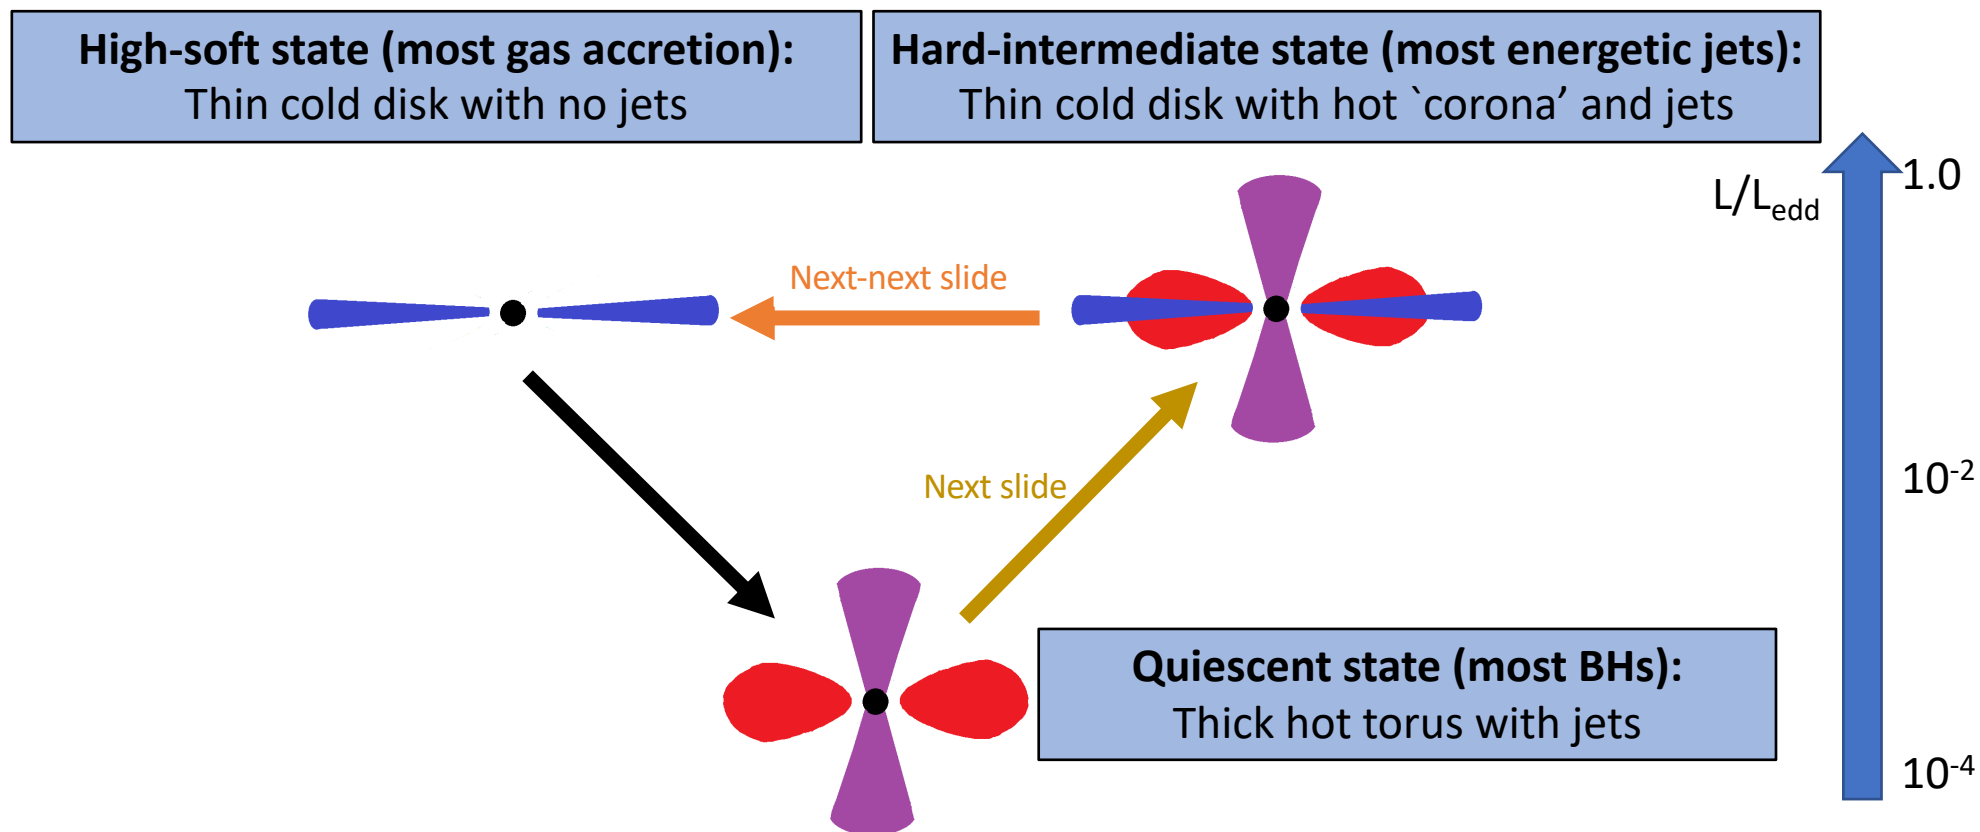 High-soft state (most gas accretion):
Thin cold disk with no jets
Hard-intermediate state (most energetic jets):
Thin cold disk with hot `corona’ and jets
L/Ledd
1.0
Next-next slide
Next slide
10-2
Quiescent state (most BHs):
Thick hot torus with jets
10-4